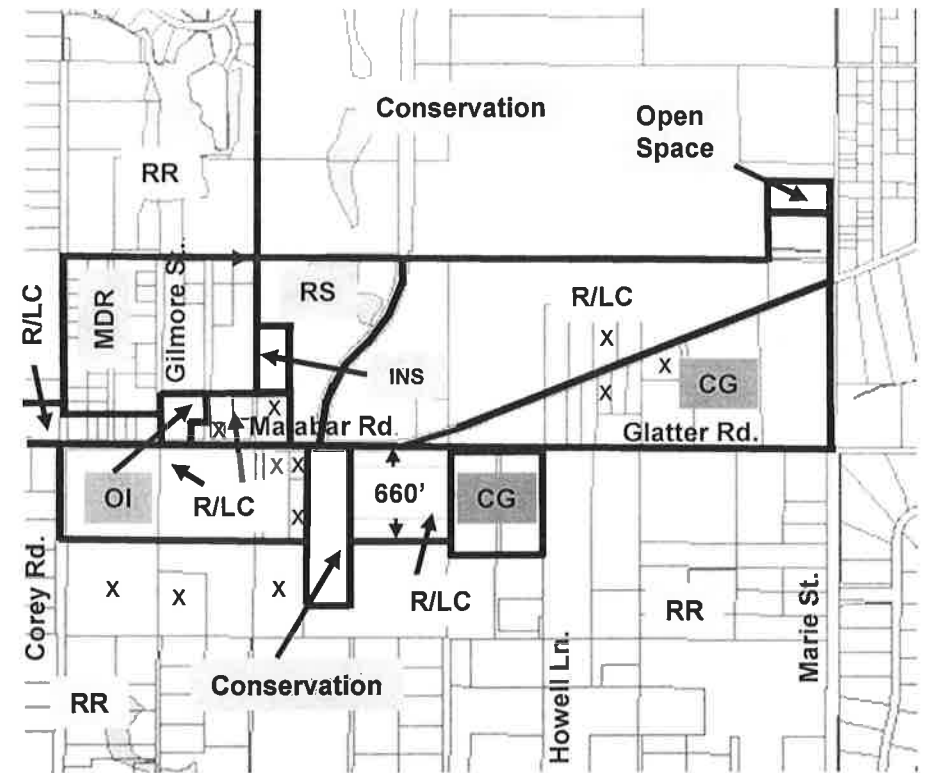 Conservation
Open
Space
RR
R/LC
MDR
Gilmore S...
RS
R/LC
INS
X
X
X
CG
X
X
Malabar Rd.
Glatter Rd.
OI
R/LC
X
X
X
660'
CG
Corey Rd.
X
X
X
R/LC
RR
Marie St.
Howell Ln.
Conservation
RR